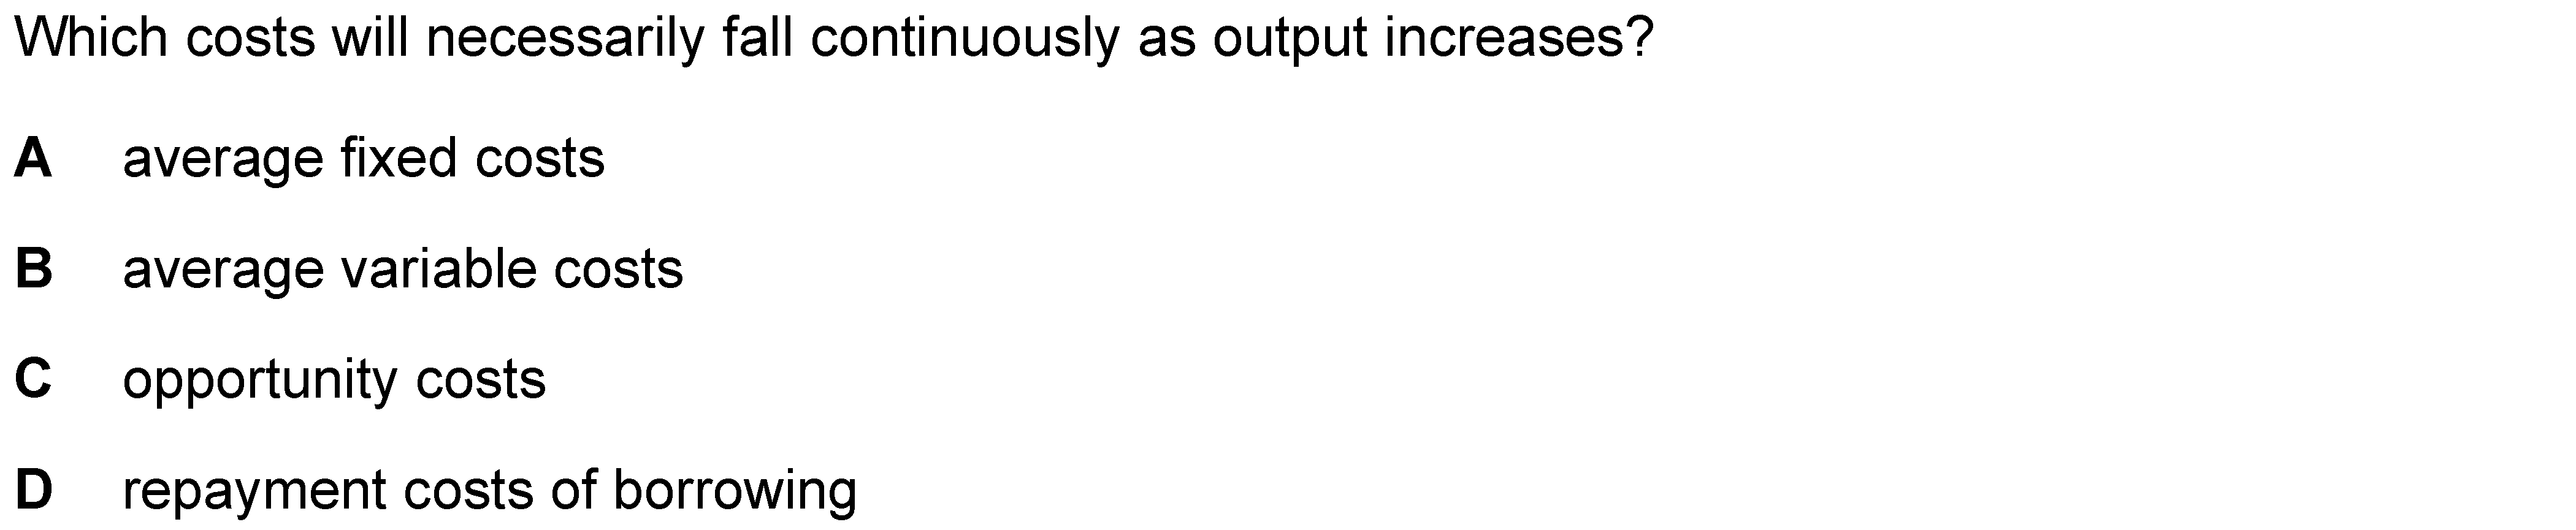 Which costs will necessarily fall continuously as output increases?
A average fixed costs
B average variable costs
C opportunity costs
D repayment costs of borrowing